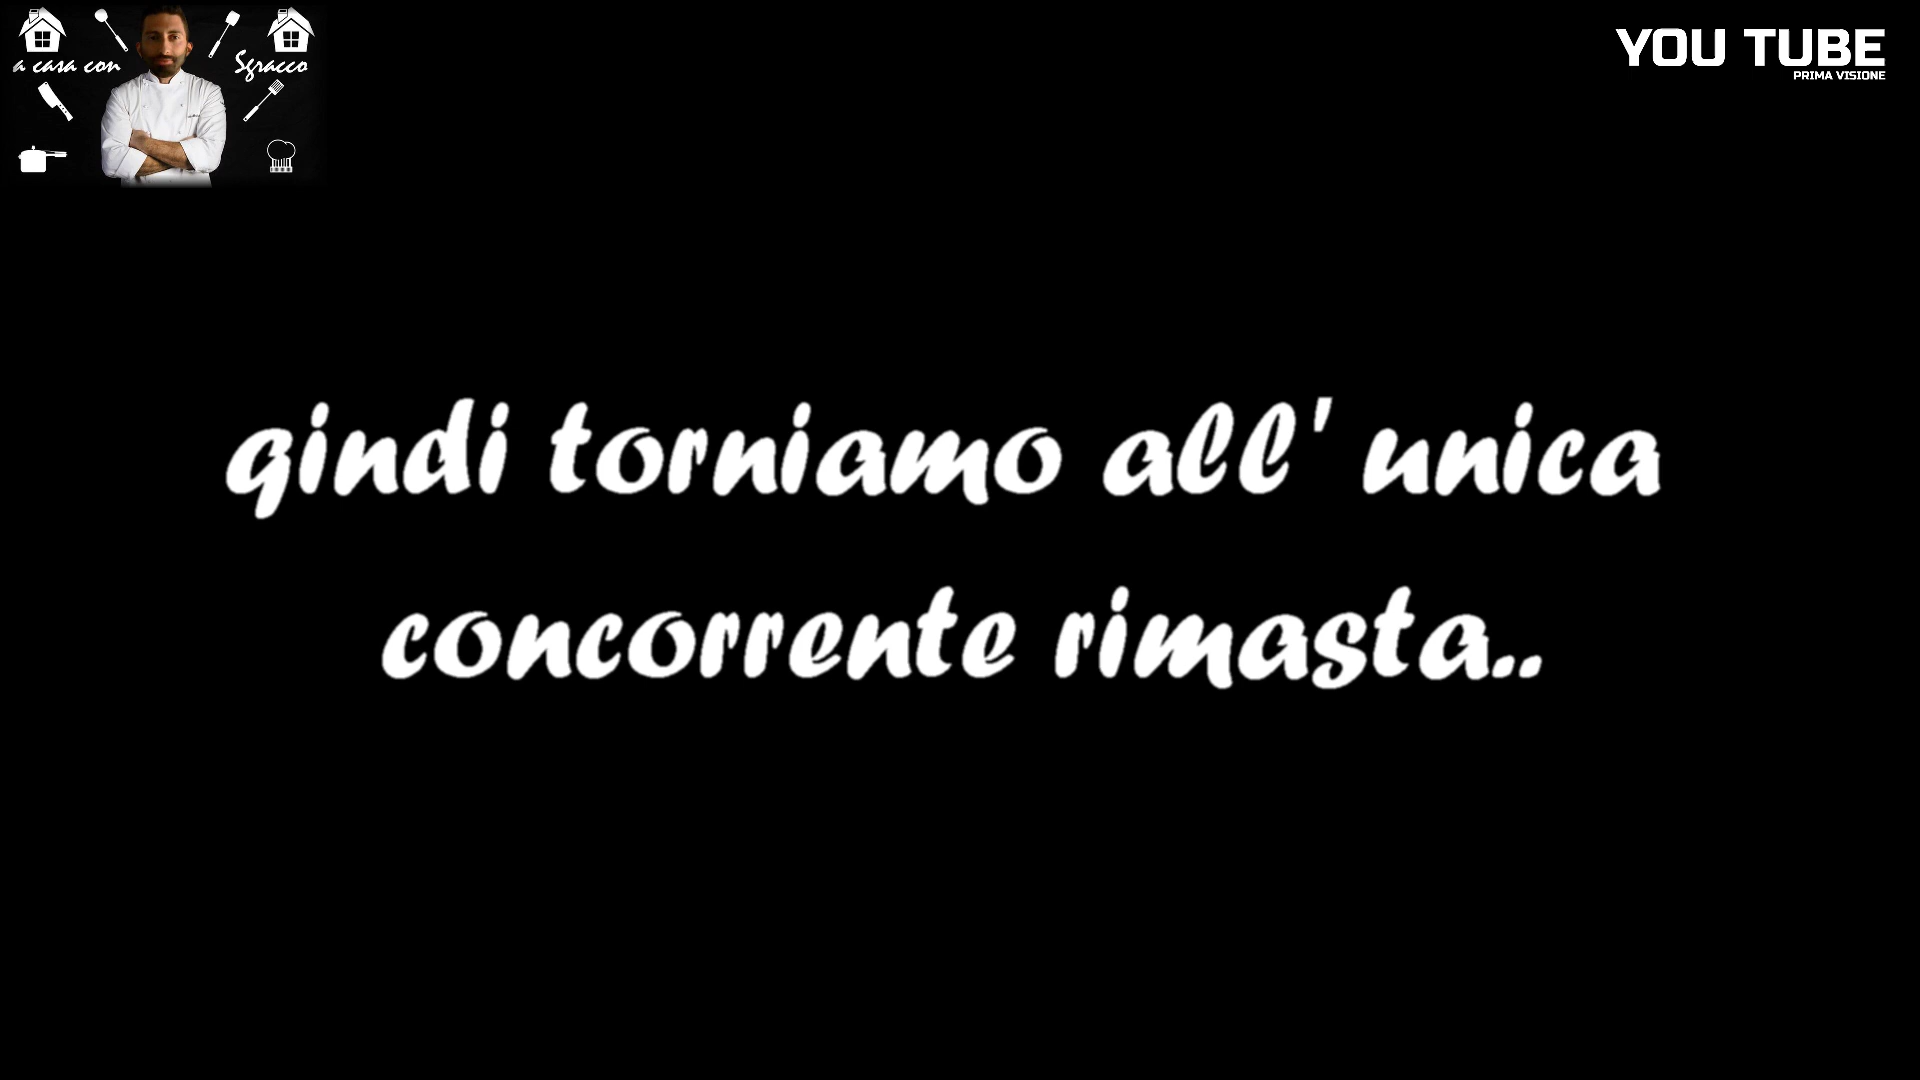 a casa con Sgracco
YOU TUBE
PRIMA VISIONE
qindi torniamo all' unica
concorrente rimasta..